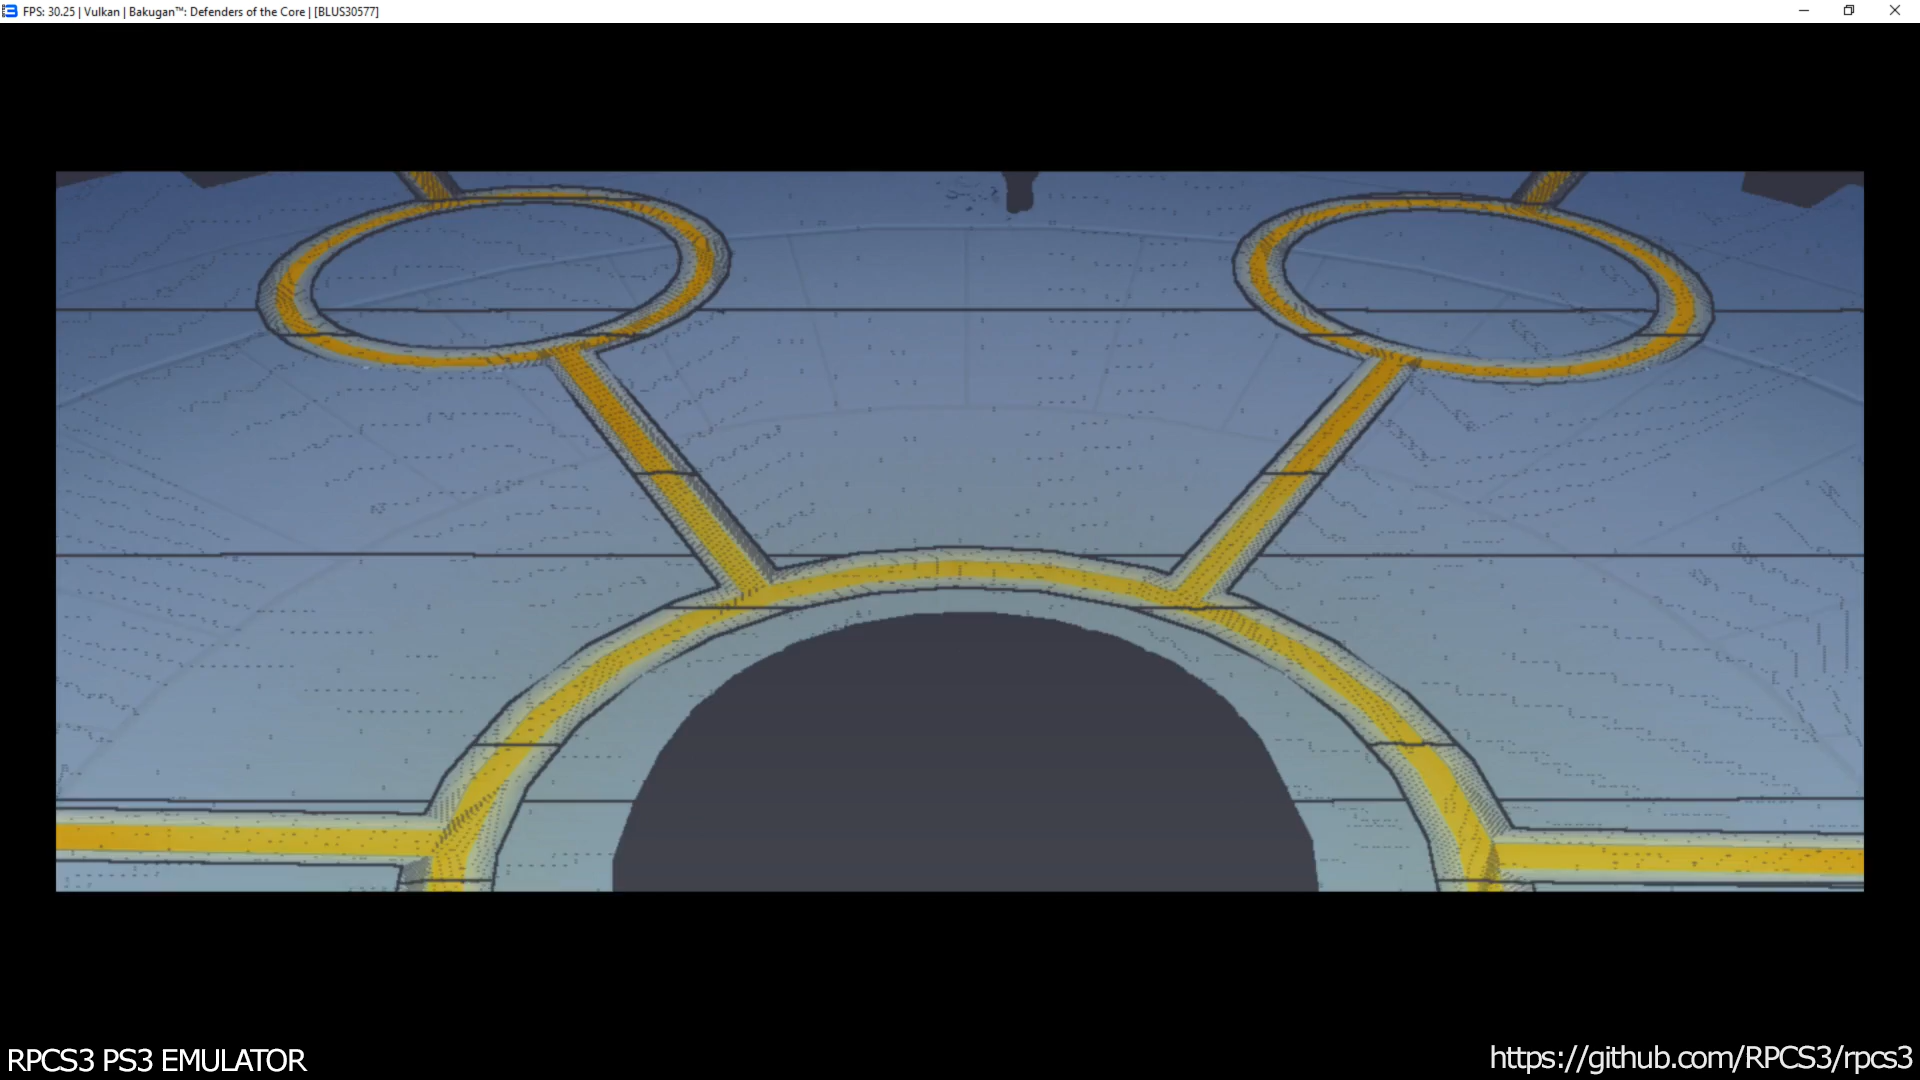 FPS: 30.25 | Vulkan | Bakugan™: Defenders of the Core | [BLUS30577]
RPCS3 PS3 EMULATOR
https://github.com/RPCS3/rpcs3